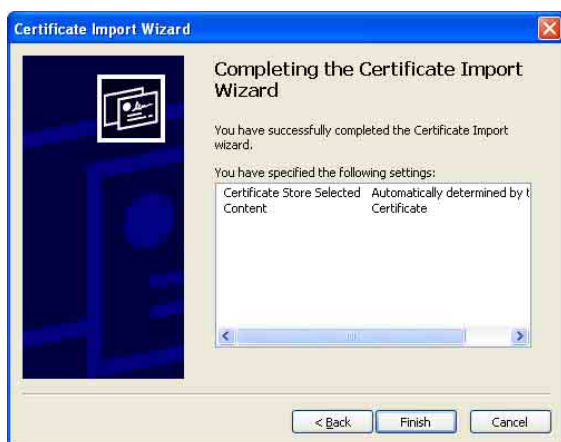 Certificate Import Wizard
Completing the Certificate Import
Wizard
You have successfully completed the Certificate Import
wizard.
You have specified the following settings:
Certificate Store Selected Automatically determined by t
Content Certificate
< Back Finish Cancel